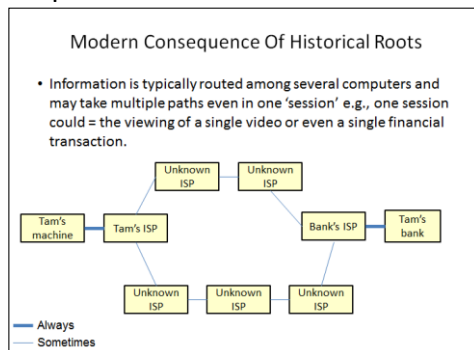 Modern Consequence Of Historical Roots
• Information is typically routed among several computers and
may take multiple paths even in one ‘session’ e.g., one session
could = the viewing of a single video or even a single financial
transaction.
Unknown
ISP
Unknown
ISP
Tam's
machine
Tam's ISP
Bank's ISP
Tam's
bank
Unknown
ISP
Unknown
ISP
Unknown
ISP
Always
Sometimes